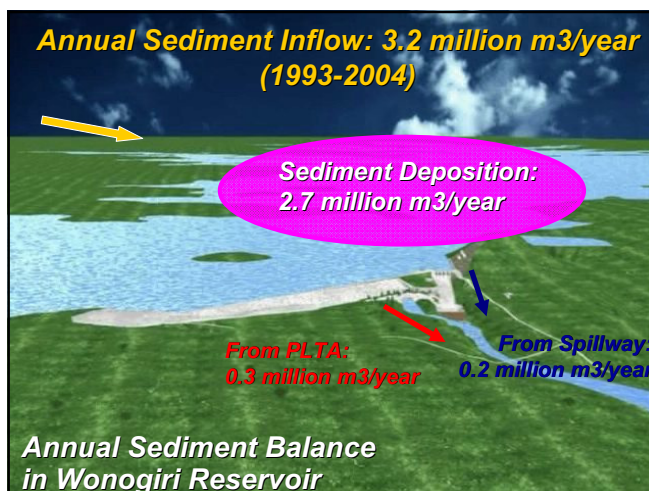 Annual Sediment Inflow: 3.2 million m3/year
(1993-2004)
Sediment Deposition:
2.7 million m3/year
From PLTA:
0.3 million m3/year
From Spillway:
0.2 million m3/year
Annual Sediment Balance
in Wonogiri Reservoir